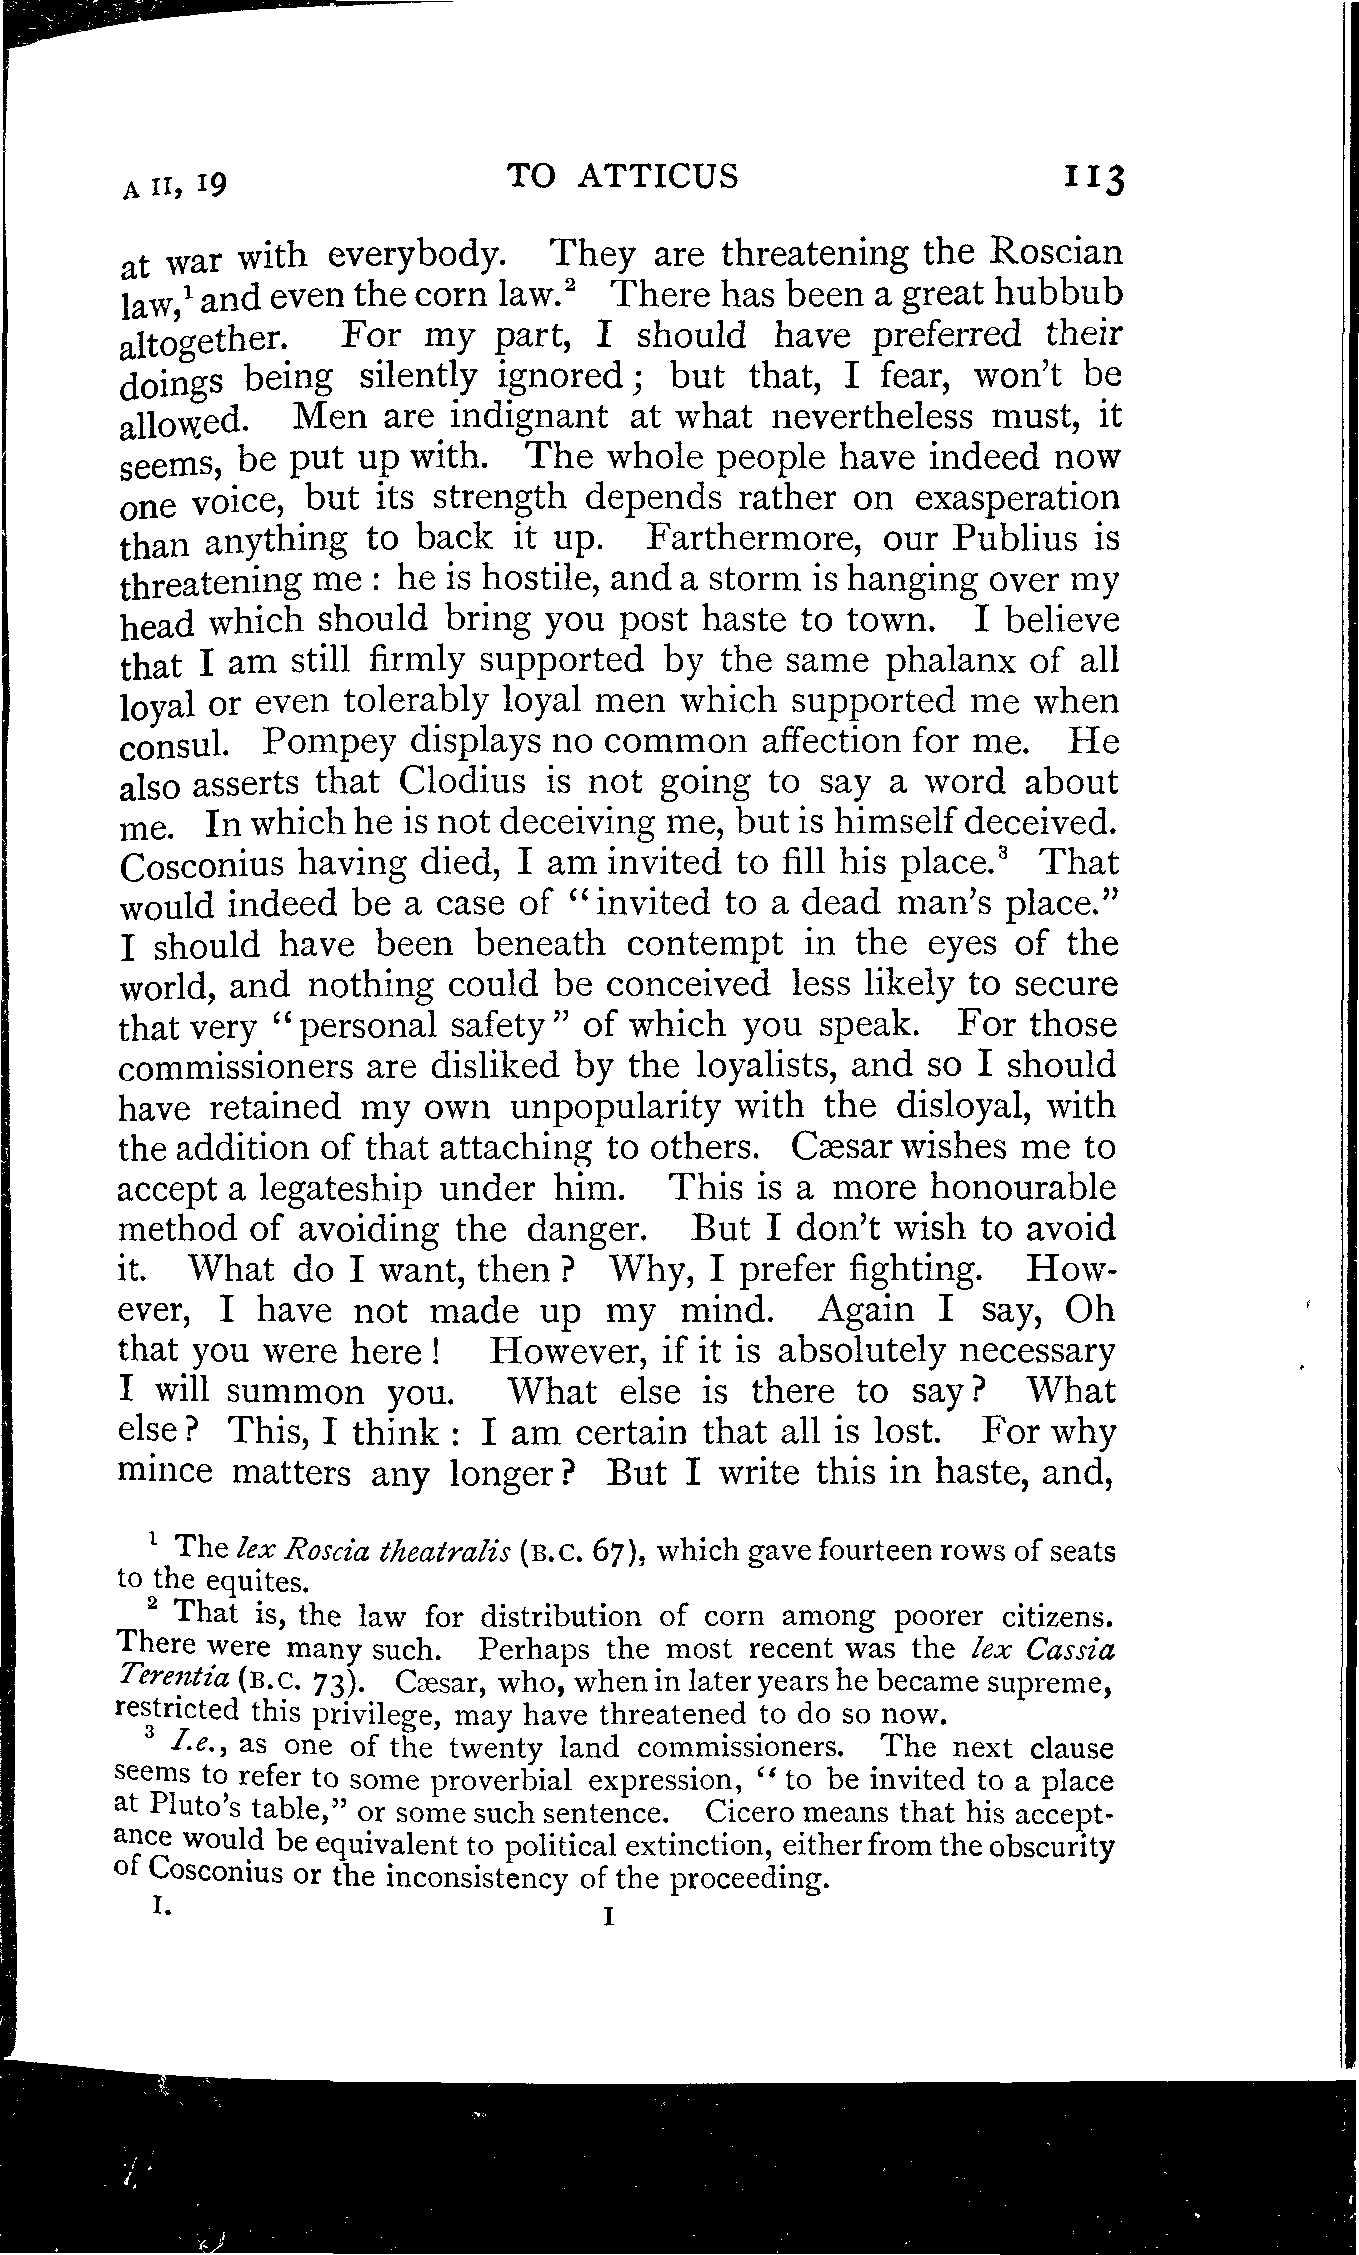 A II, 19 TO ATTICUS 113
at war with everybody. They are threatening the Roscian
law,¹ and even the corn law.² There has been a great hubbub
altogether. For my part, I should have preferred their
doings being silently ignored; but that, I fear, won't be
allowed. Men are indignant at what nevertheless must, it
seems, be put up with. The whole people have indeed now
one voice, but its strength depends rather on exasperation
than anything to back it up. Farthermore, our Publius is
threatening me: he is hostile, and a storm is hanging over my
head which should bring you post haste to town. I believe
that I am still firmly supported by the same phalanx of all
loyal or even tolerably loyal men which supported me when
consul. Pompey displays no common affection for me. He
also asserts that Clodius is not going to say a word about
me. In which he is not deceiving me, but is himself deceived.
Cosconius having died, I am invited to fill his place.³ That
would indeed be a case of "invited to a dead man's place."
I should have been beneath contempt in the eyes of the
world, and nothing could be conceived less likely to secure
that very "personal safety" of which you speak. For those
commissioners are disliked by the loyalists, and so I should
have retained my own unpopularity with the disloyal, with
the addition of that attaching to others. Cæsar wishes me to
accept a legateship under him. This is a more honourable
method of avoiding the danger. But I don't wish to avoid
it. What do I want, then? Why, I prefer fighting. How-
ever, I have not made up my mind. Again I say, Oh
that you were here! However, if it is absolutely necessary
I will summon you. What else is there to say? What
else? This, I think: I am certain that all is lost. For why
mince matters any longer? But I write this in haste, and,
¹ The lex Roscia theatralis (B.C. 67), which gave fourteen rows of seats
to the equites.
² That is, the law for distribution of corn among poorer citizens.
There were many such. Perhaps the most recent was the lex Cassia
Terentia (B.C. 73). Cæsar, who, when in later years he became supreme,
restricted this privilege, may have threatened to do so now.
³ I.e., as one of the twenty land commissioners. The next clause
seems to refer to some proverbial expression, "to be invited to a place
at Pluto's table," or some such sentence. Cicero means that his accept-
ance would be equivalent to political extinction, either from the obscurity
of Cosconius or the inconsistency of the proceeding.
I. I